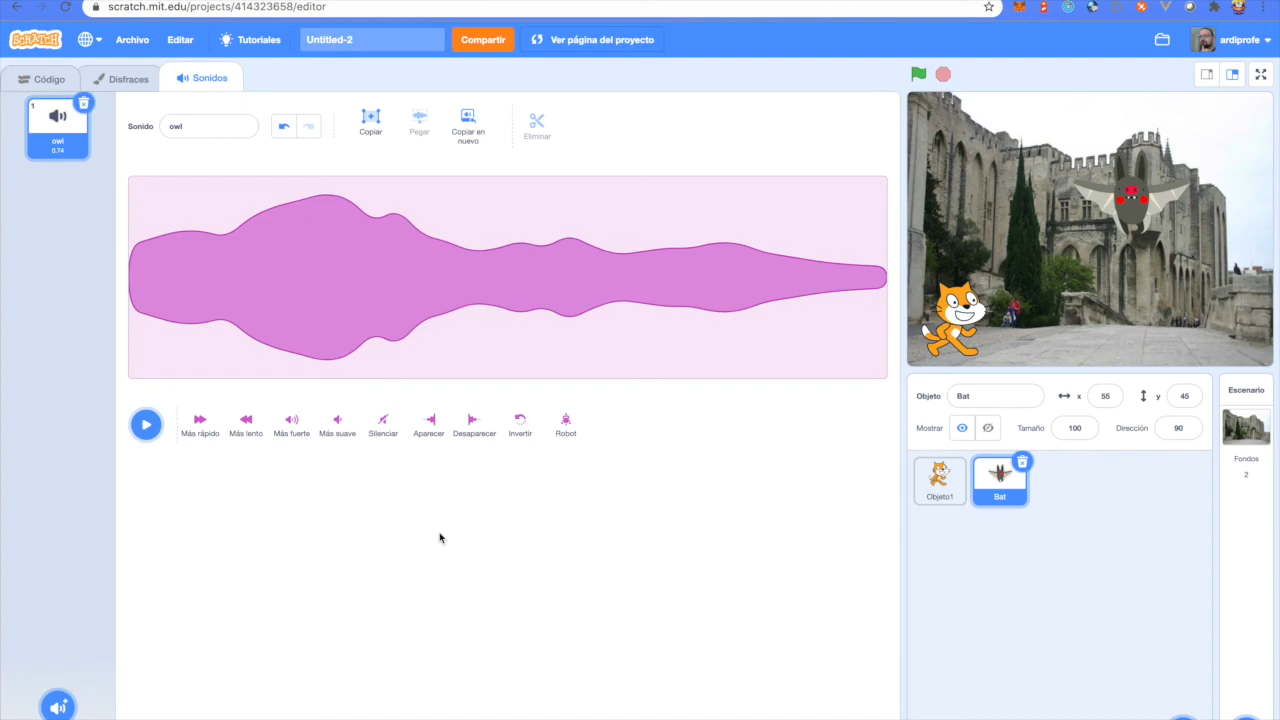 scratch.mit.edu/projects/414323658/editor
SCRATCH
Archivo
Editar
Tutoriales
Untitled-2
Compartir
Ver página del proyecto
ardiprofe
Código
Disfraces
Sonidos
1
owl
0.74
Sonido
owl
Copiar
Pegar
Copiar en
nuevo
Eliminar
Más rápido
Más lento
Más fuerte
Más suave
Silenciar
Aparecer
Desaparecer
Invertir
Robot
Objeto
Bat
x
55
y
45
Mostrar
Tamaño
100
Dirección
90
Objeto1
Bat
Escenario
Fondos
2